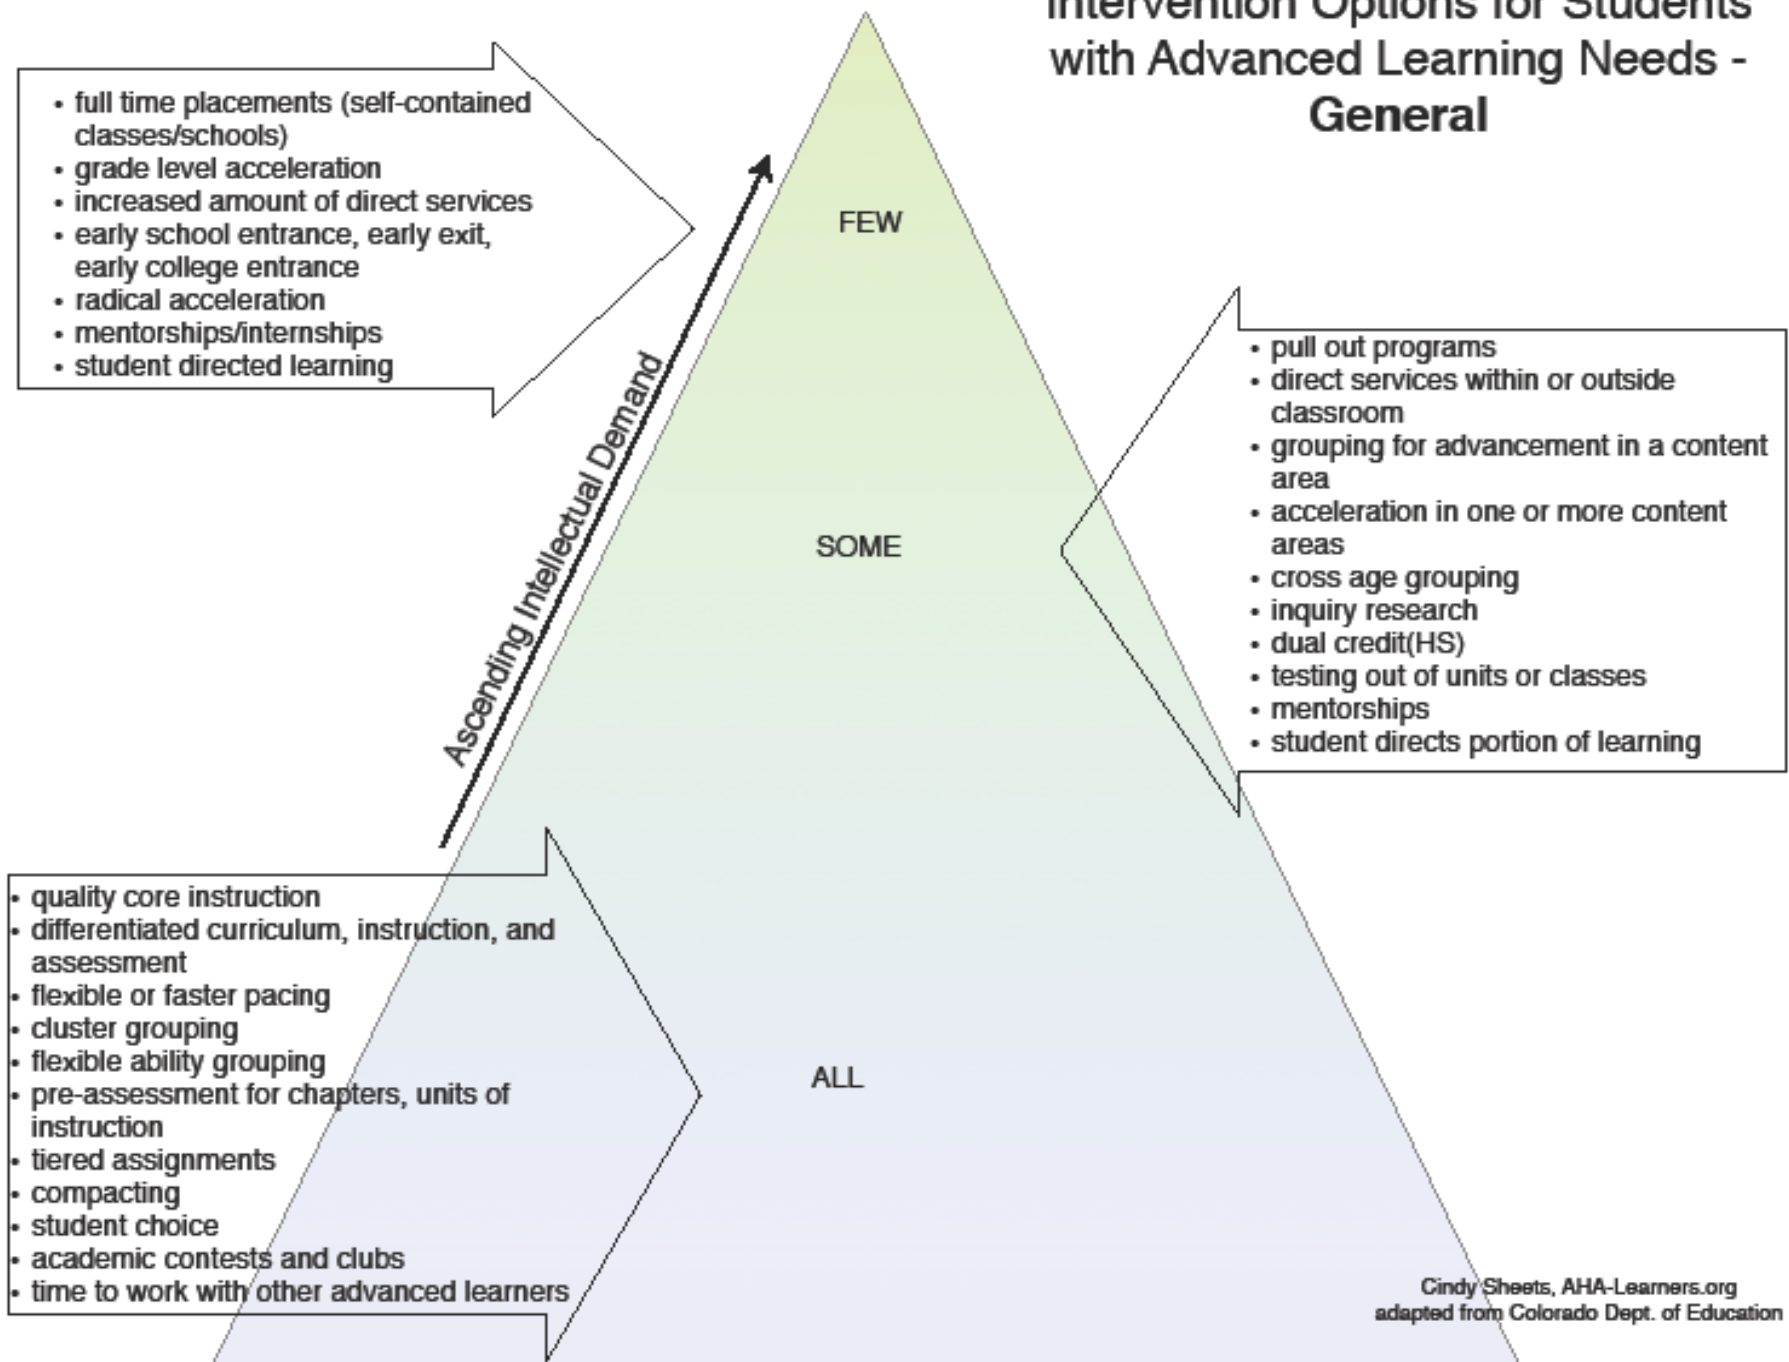 Intervention Options for Students
with Advanced Learning Needs -
General
• full time placements (self-contained
classes/schools)
• grade level acceleration
• increased amount of direct services
• early school entrance, early exit,
early college entrance
• radical acceleration
• mentorships/internships
• student directed learning
FEW
Ascending Intellectual Demand
• pull out programs
• direct services within or outside
classroom
• grouping for advancement in a content
area
• acceleration in one or more content
areas
• cross age grouping
• inquiry research
• dual credit(HS)
• testing out of units or classes
• mentorships
• student directs portion of learning
SOME
• quality core instruction
• differentiated curriculum, instruction, and
assessment
• flexible or faster pacing
• cluster grouping
• flexible ability grouping
• pre-assessment for chapters, units of
instruction
• tiered assignments
• compacting
• student choice
• academic contests and clubs
• time to work with other advanced learners
ALL
Cindy Sheets, AHA-Learners.org
adapted from Colorado Dept. of Education